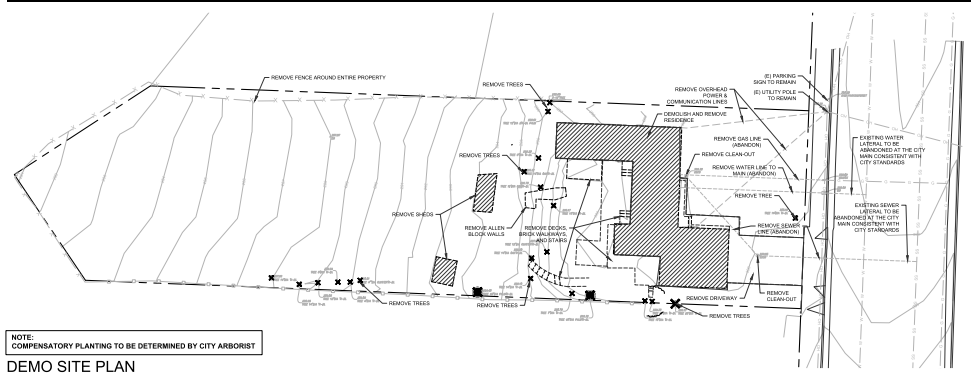 REMOVE FENCE AROUND ENTIRE PROPERTY
REMOVE TREES
(E) PARKING
SIGN TO REMAIN
REMOVE OVERHEAD
POWER &
COMMUNICATION LINES
(E) UTILITY POLE
TO REMAIN
DEMOLISH AND REMOVE
RESIDENCE
REMOVE GAS LINE
(ABANDON)
EXISTING WATER
LATERAL TO BE
ABANDONED AT THE CITY
MAIN CONSISTENT WITH
CITY STANDARDS
REMOVE CLEAN-OUT
REMOVE TREES
REMOVE WATER LINE TO
MAIN (ABANDON)
REMOVE TREE
EXISTING SEWER
LATERAL TO BE
ABANDONED AT THE CITY
MAIN CONSISTENT WITH
CITY STANDARDS
REMOVE SHEDS
REMOVE ALLEN
BLOCK WALLS
REMOVE DECKS,
BRICK WALKWAYS,
AND STAIRS
REMOVE SEWER
LINE (ABANDON)
REMOVE DRIVEWAY
REMOVE
CLEAN-OUT
REMOVE TREES
REMOVE TREES
REMOVE TREES
NOTE:
COMPENSATORY PLANTING TO BE DETERMINED BY CITY ARBORIST
DEMO SITE PLAN